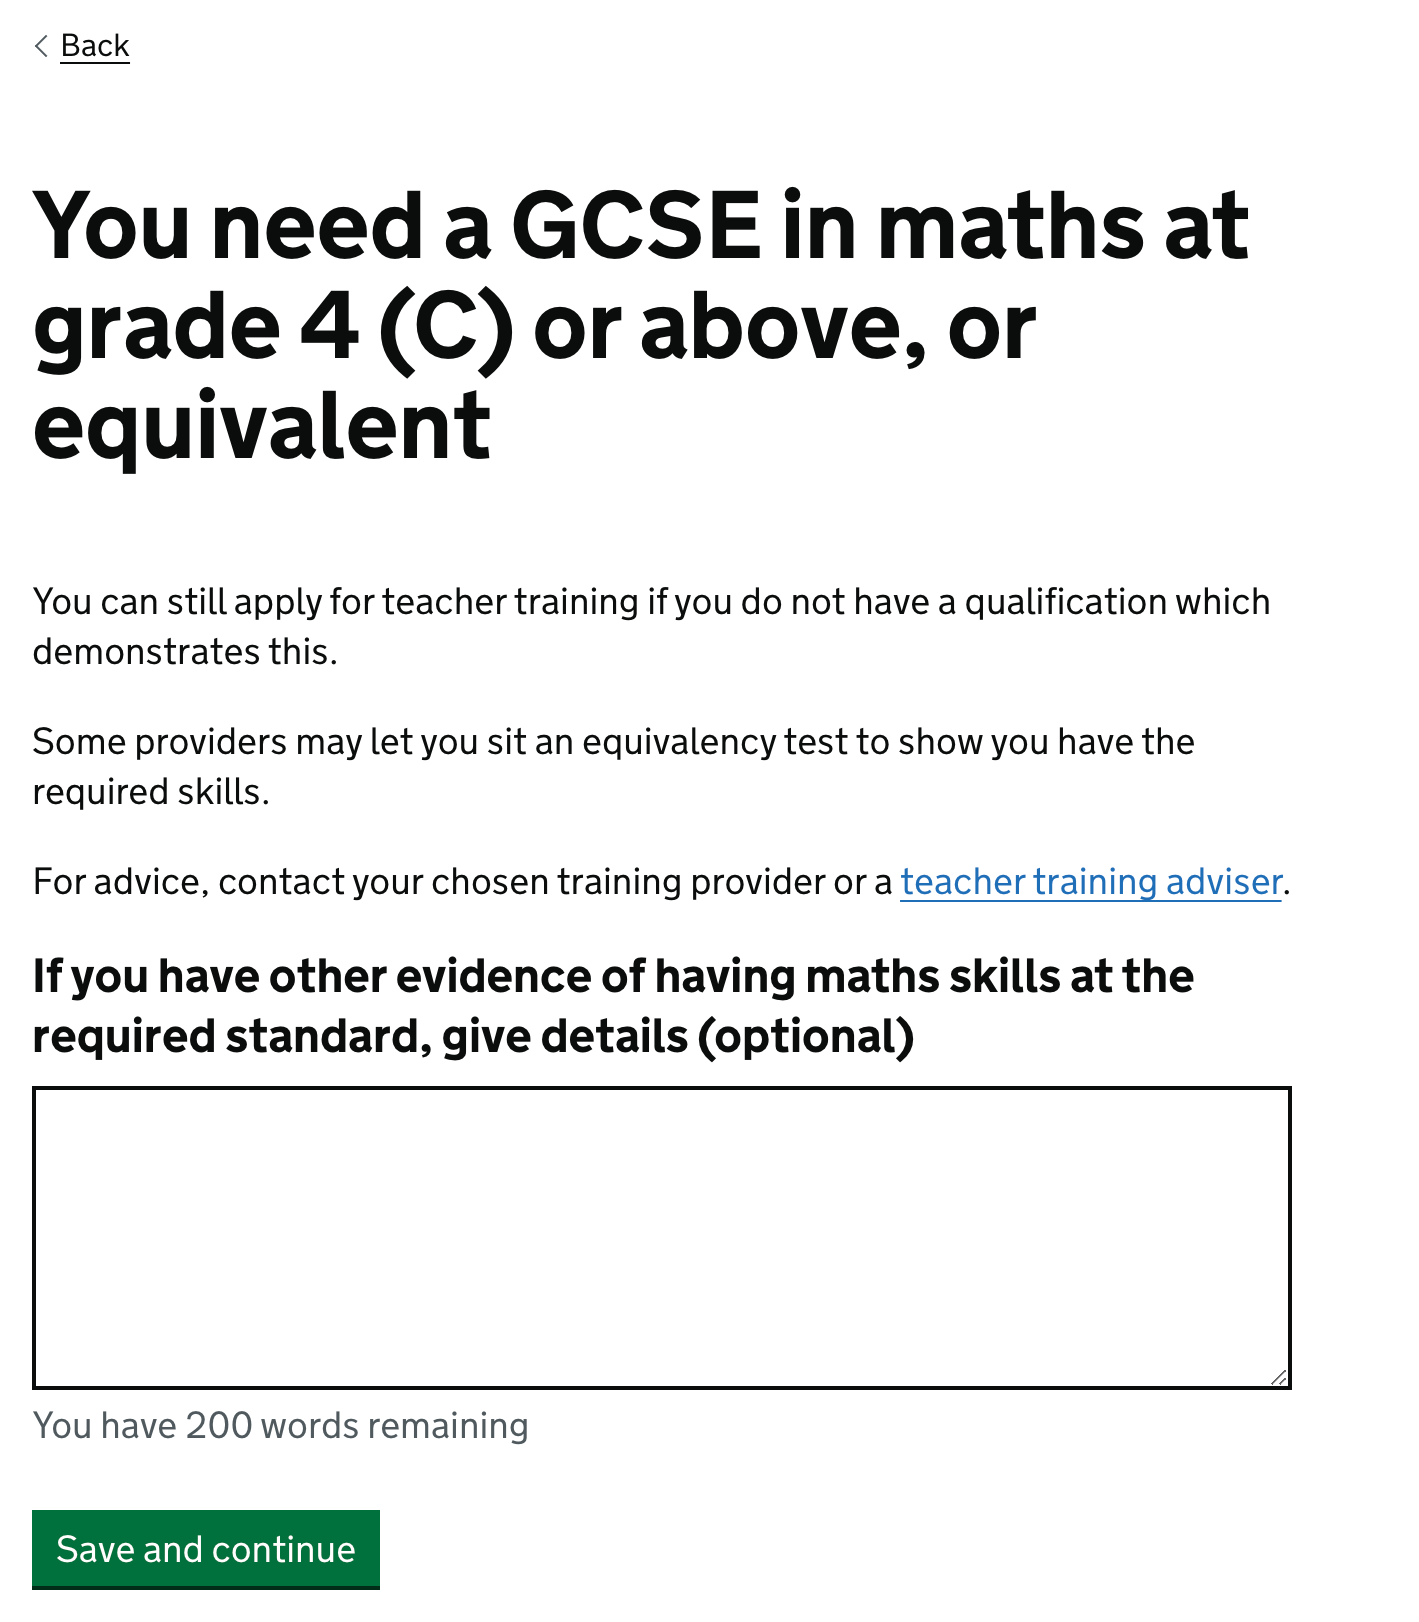 Back
You need a GCSE in maths at
grade 4 (C) or above, or
equivalent
You can still apply for teacher training if you do not have a qualification which
demonstrates this.
Some providers may let you sit an equivalency test to show you have the
required skills.
For advice, contact your chosen training provider or a teacher training adviser.
If you have other evidence of having maths skills at the
required standard, give details (optional)
You have 200 words remaining
Save and continue